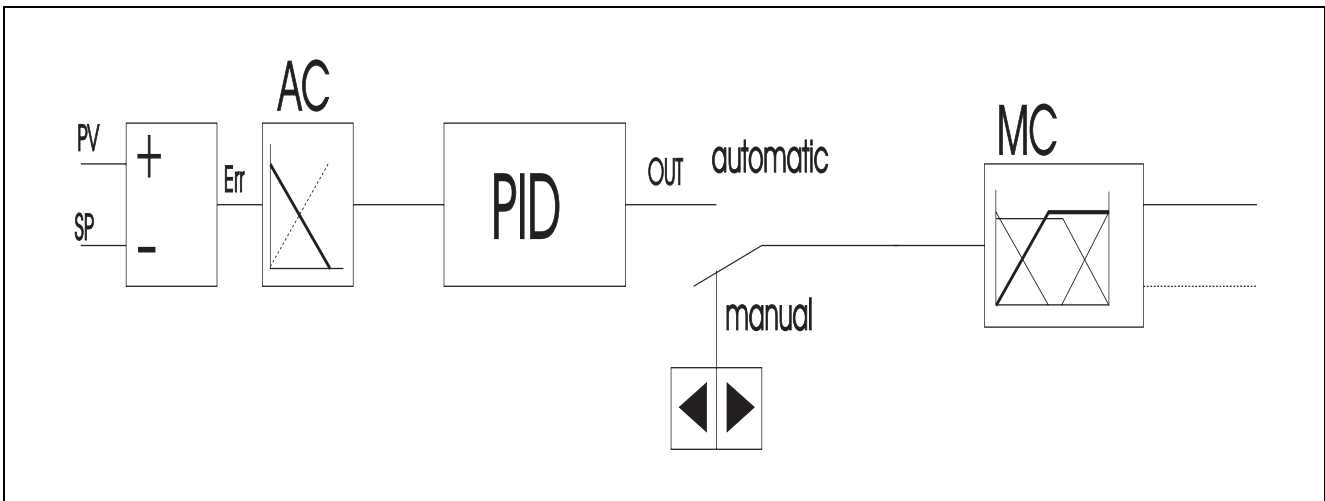 AC
MC
PV
+
Err
PID
OUT
automatic
SP
-
manual